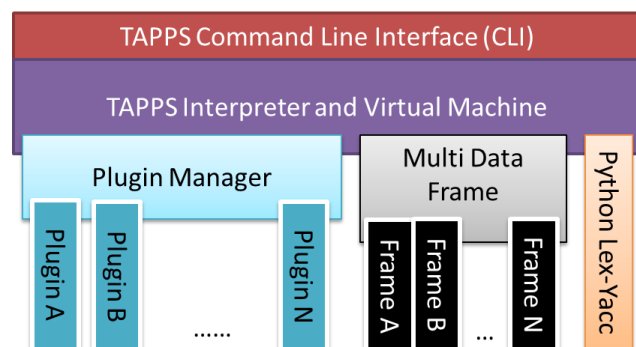 TAPPS Command Line Interface (CLI)
TAPPS Interpreter and Virtual Machine
Plugin Manager
Multi Data
Frame
Python Lex-Yacc
Plugin A
Plugin B
......
Plugin N
Frame A
Frame B
...
Frame N